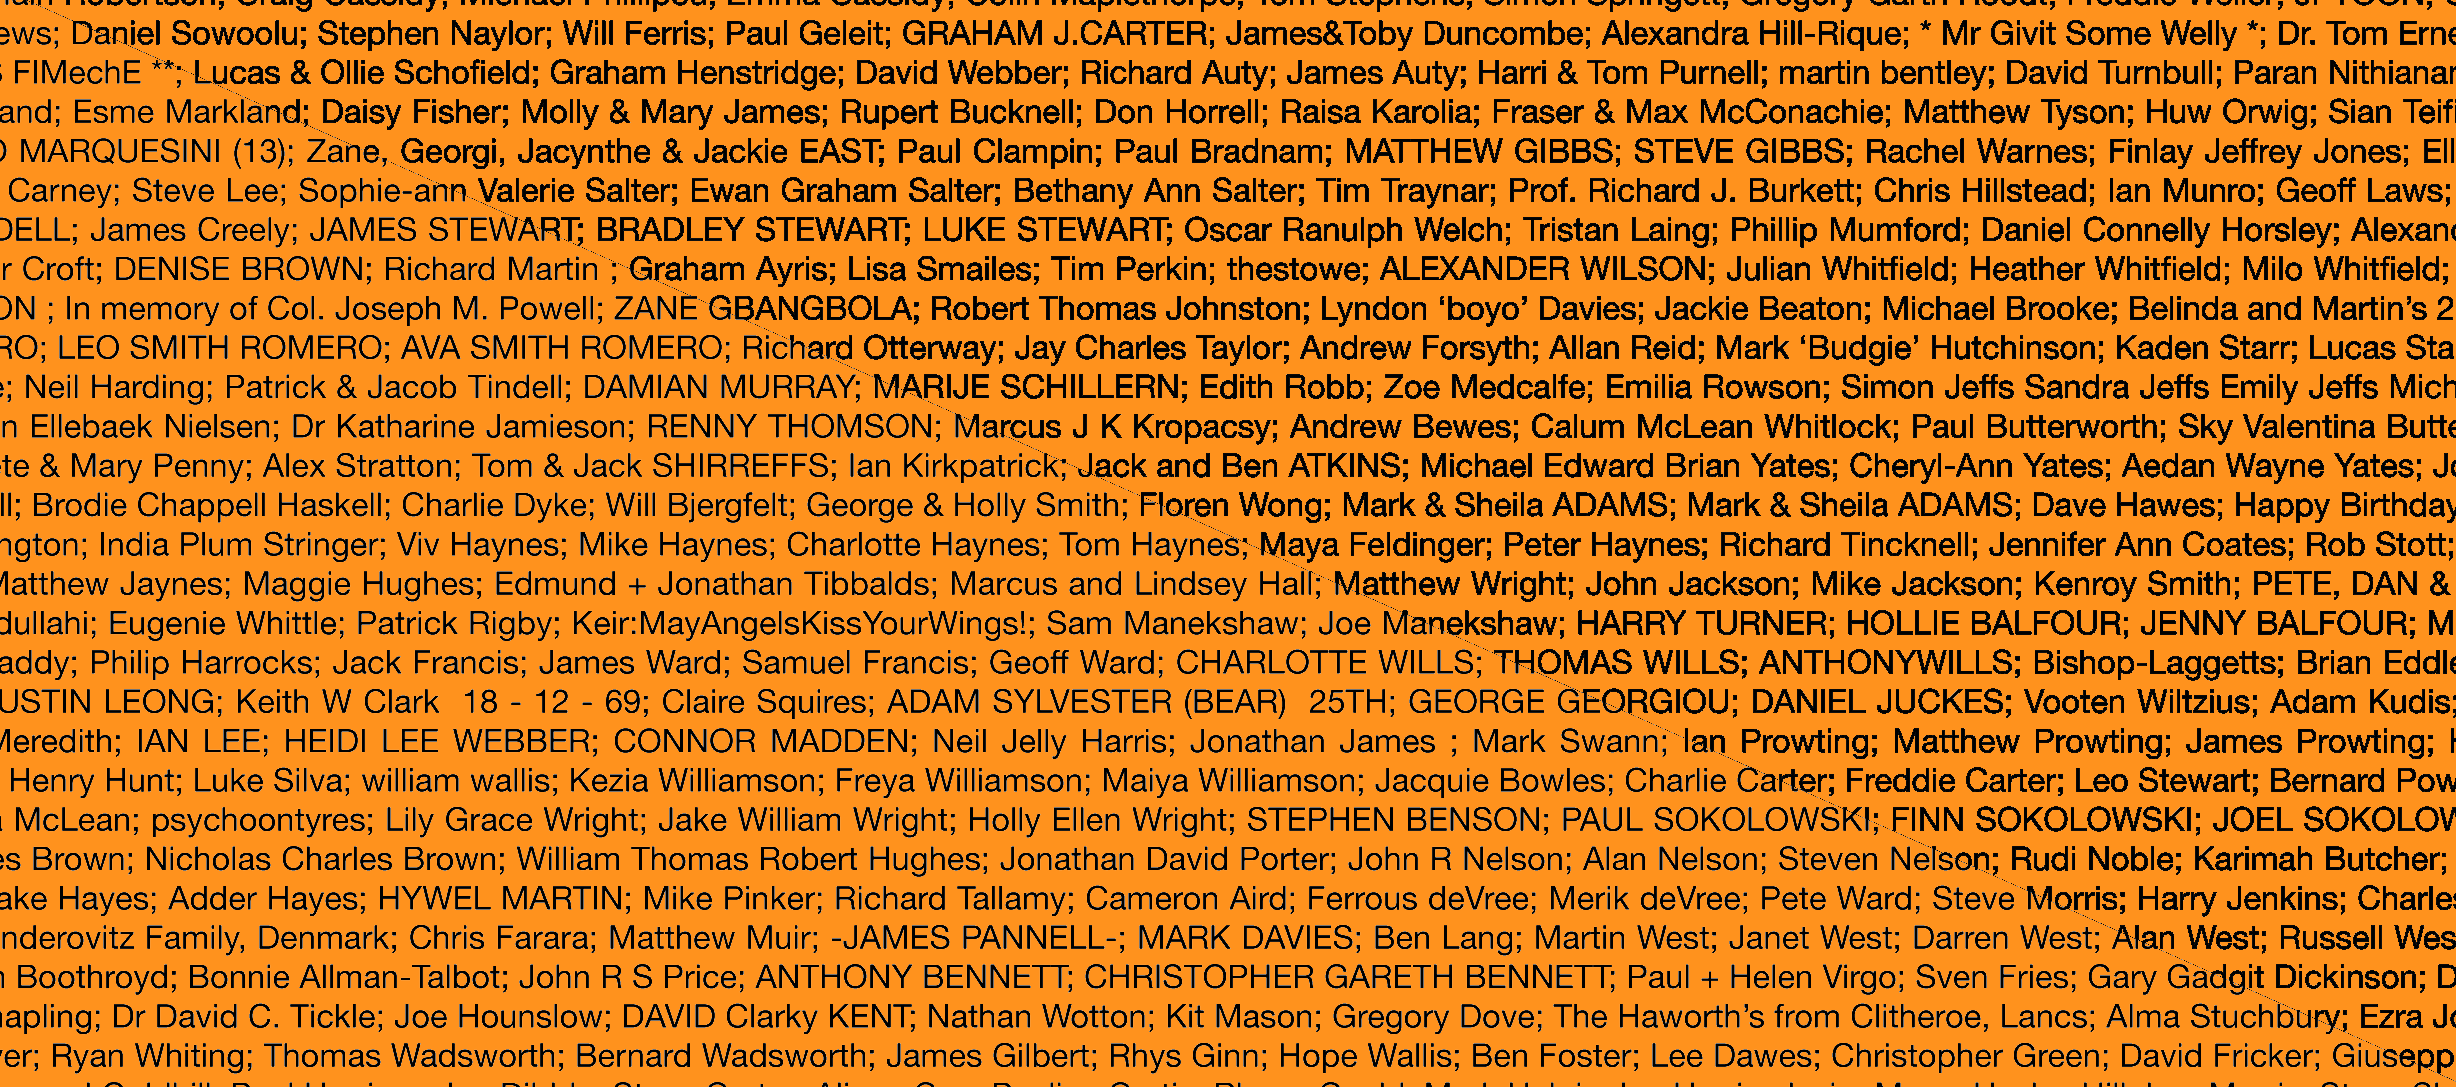 Robertson; Craig Cassidy; Michael Phillipou; Emma Cassidy; Colin Maplethorpe; Tom Stephens; Simon Springett; Gregory Garth Hoodt; Freddie Weller;
ews; Daniel Sowoolu; Stephen Naylor; Will Ferris; Paul Geleit; GRAHAM J.CARTER; James&Toby Duncombe; Alexandra Hill-Rique; * Mr Givit Some Welly *; Dr. Tom Erne
FIMechE **; Lucas & Ollie Schofield; Graham Henstridge; David Webber; Richard Auty; James Auty; Harri & Tom Purnell; martin bentley; David Turnbull; Paran Nithianan
and; Esme Markland; Daisy Fisher; Molly & Mary James; Rupert Bucknell; Don Horrell; Raisa Karolia; Fraser & Max McConachie; Matthew Tyson; Huw Orwig; Sian Teifi
O MARQUESINI (13); Zane, Georgi, Jacynthe & Jackie EAST; Paul Clampin; Paul Bradnam; MATTHEW GIBBS; STEVE GIBBS; Rachel Warnes; Finlay Jeffrey Jones; Ell
Carney; Steve Lee; Sophie-ann Valerie Salter; Ewan Graham Salter; Bethany Ann Salter; Tim Traynar; Prof. Richard J. Burkett; Chris Hillstead; Ian Munro; Geoff Laws;
DELL; James Creely; JAMES STEWART; BRADLEY STEWART; LUKE STEWART; Oscar Ranulph Welch; Tristan Laing; Phillip Mumford; Daniel Connelly Horsley; Alexand
r Croft; DENISE BROWN; Richard Martin ; Graham Ayris; Lisa Smailes; Tim Perkin; thestowe; ALEXANDER WILSON; Julian Whitfield; Heather Whitfield; Milo Whitfield;
ON ; In memory of Col. Joseph M. Powell; ZANE GBANGBOLA; Robert Thomas Johnston; Lyndon ‘boyo’ Davies; Jackie Beaton; Michael Brooke; Belinda and Martin’s 2
RO; LEO SMITH ROMERO; AVA SMITH ROMERO; Richard Otterway; Jay Charles Taylor; Andrew Forsyth; Allan Reid; Mark ‘Budgie’ Hutchinson; Kaden Starr; Lucas Sta
e; Neil Harding; Patrick & Jacob Tindell; DAMIAN MURRAY; MARIJE SCHILLERN; Edith Robb; Zoe Medcalfe; Emilia Rowson; Simon Jeffs Sandra Jeffs Emily Jeffs Mich
n Ellebaek Nielsen; Dr Katharine Jamieson; RENNY THOMSON; Marcus J K Kropacsy; Andrew Bewes; Calum McLean Whitlock; Paul Butterworth; Sky Valentina Butte
ete & Mary Penny; Alex Stratton; Tom & Jack SHIRREFFS; Ian Kirkpatrick; Jack and Ben ATKINS; Michael Edward Brian Yates; Cheryl-Ann Yates; Aedan Wayne Yates; Jo
ll; Brodie Chappell Haskell; Charlie Dyke; Will Bjergfelt; George & Holly Smith; Floren Wong; Mark & Sheila ADAMS; Mark & Sheila ADAMS; Dave Hawes; Happy Birthday
ngton; India Plum Stringer; Viv Haynes; Mike Haynes; Charlotte Haynes; Tom Haynes; Maya Feldinger; Peter Haynes; Richard Tincknell; Jennifer Ann Coates; Rob Stott;
Matthew Jaynes; Maggie Hughes; Edmund + Jonathan Tibbalds; Marcus and Lindsey Hall; Matthew Wright; John Jackson; Mike Jackson; Kenroy Smith; PETE, DAN &
dullahi; Eugenie Whittle; Patrick Rigby; Keir:MayAngelsKissYourWings!; Sam Manekshaw; Joe Manekshaw; HARRY TURNER; HOLLIE BALFOUR; JENNY BALFOUR; M
addy; Philip Harrocks; Jack Francis; James Ward; Samuel Francis; Geoff Ward; CHARLOTTE WILLS; THOMAS WILLS; ANTHONYWILLS; Bishop-Laggetts; Brian Eddle
USTIN LEONG; Keith W Clark  18 - 12 - 69; Claire Squires; ADAM SYLVESTER (BEAR)  25TH; GEORGE GEORGIOU; DANIEL JUCKES; Vooten Wiltzius; Adam Kudis;
Meredith; IAN LEE; HEIDI LEE WEBBER; CONNOR MADDEN; Neil Jelly Harris; Jonathan James ; Mark Swann; Ian Prowting; Matthew Prowting; James Prowting; H
Henry Hunt; Luke Silva; william wallis; Kezia Williamson; Freya Williamson; Maiya Williamson; Jacquie Bowles; Charlie Carter; Freddie Carter; Leo Stewart; Bernard Pow
a McLean; psychoontyres; Lily Grace Wright; Jake William Wright; Holly Ellen Wright; STEPHEN BENSON; PAUL SOKOLOWSKI; FINN SOKOLOWSKI; JOEL SOKOLOW
es Brown; Nicholas Charles Brown; William Thomas Robert Hughes; Jonathan David Porter; John R Nelson; Alan Nelson; Steven Nelson; Rudi Noble; Karimah Butcher;
ake Hayes; Adder Hayes; HYWEL MARTIN; Mike Pinker; Richard Tallamy; Cameron Aird; Ferrous deVree; Merik deVree; Pete Ward; Steve Morris; Harry Jenkins; Charles
nderovitz Family, Denmark; Chris Farara; Matthew Muir; -JAMES PANNELL-; MARK DAVIES; Ben Lang; Martin West; Janet West; Darren West; Alan West; Russell Wes
n Boothroyd; Bonnie Allman-Talbot; John R S Price; ANTHONY BENNETT; CHRISTOPHER GARETH BENNETT; Paul + Helen Virgo; Sven Fries; Gary Gadgit Dickinson; D
hapling; Dr David C. Tickle; Joe Hounslow; DAVID Clarky KENT; Nathan Wotton; Kit Mason; Gregory Dove; The Haworth’s from Clitheroe, Lancs; Alma Stuchbury; Ezra Jo
ver; Ryan Whiting; Thomas Wadsworth; Bernard Wadsworth; James Gilbert; Rhys Ginn; Hope Wallis; Ben Foster; Lee Dawes; Christopher Green; David Fricker; Giusepp